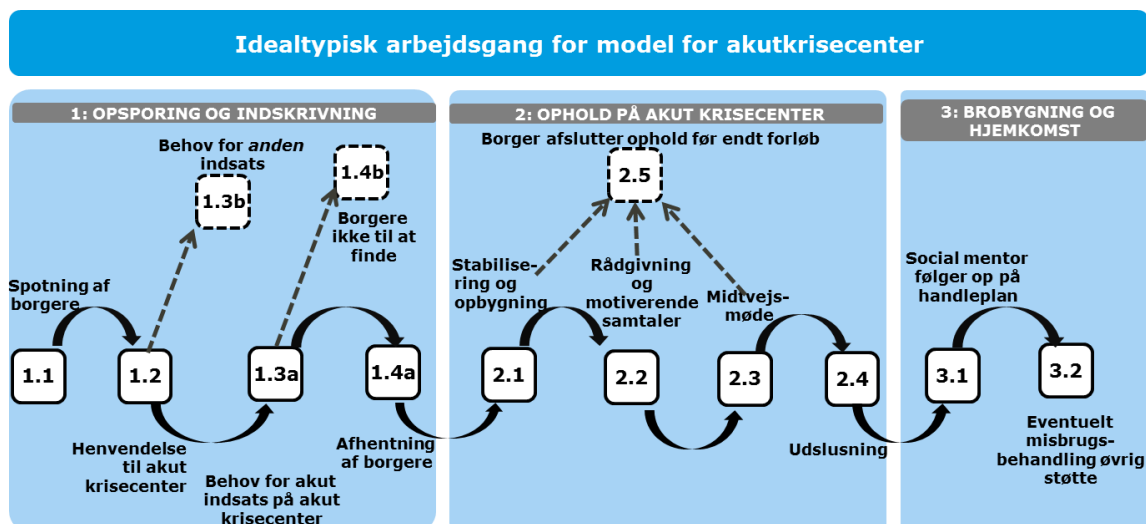 Idealtypisk arbejdsgang for model for akutkrisecenter
1: OPSPORING OG INDSKRIVNING
Behov for anden
indsats
1.3b
1.4b
Borgere
ikke til at
finde
Spotning af
borgere
1.1
1.2
1.3a
1.4a
Henvendelse
til akut
krisecenter
Behov for akut
indsats på akut
krisecenter
Afhentning
af borgere
2: OPHOLD PÅ AKUT KRISECENTER
Borger afslutter ophold før endt forløb
2.5
Stabilise-
ring og
opbygning
Rådgivning
og
motiverende
samtaler
Midtvejs-
møde
2.1
2.2
2.3
2.4
Udslusning
3: BROBYGNING OG
HJEMKOMST
Social mentor
følger op på
handleplan
3.1
3.2
Eventuelt
misbrugs-
behandling øvrig
støtte